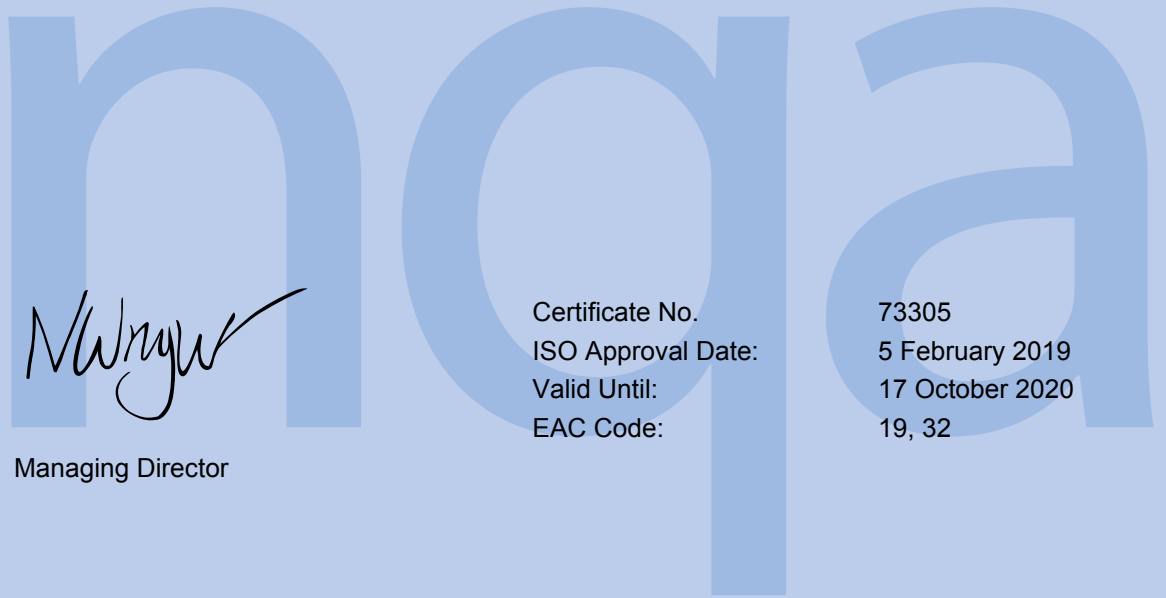 nqa
Certificate No. 73305
ISO Approval Date: 5 February 2019
Valid Until: 17 October 2020
EAC Code: 19, 32
Managing Director